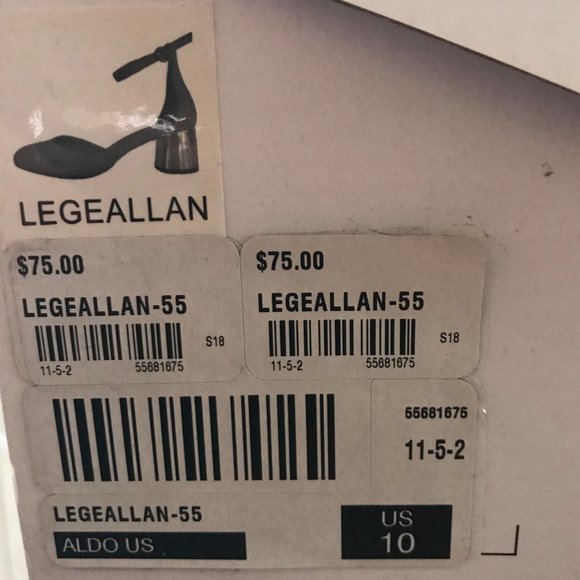 LEGEALLAN
$75.00
LEGEALLAN-55
S18
11-5-2 55681675
$75.00
LEGEALLAN-55
S18
11-5-2 55681675
55681675
11-5-2
LEGEALLAN-55
ALDO US
US
10